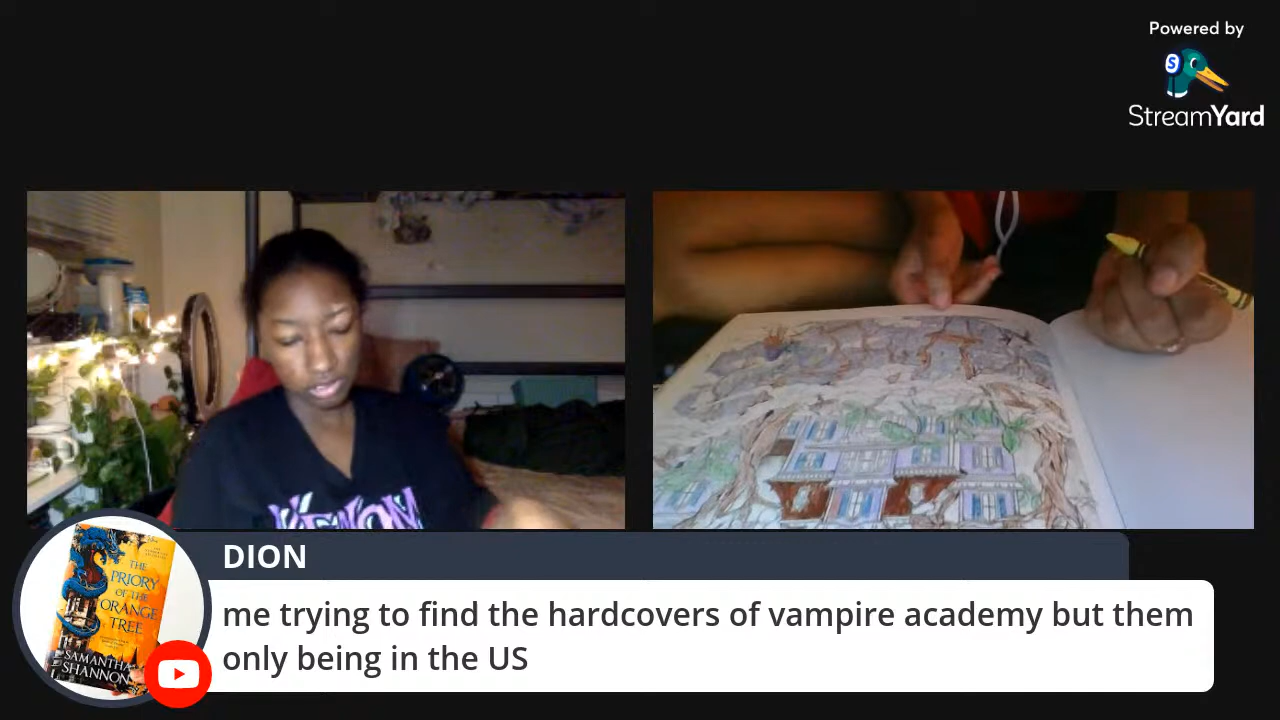 Powered by
S
StreamYard
VENOM
DION
me trying to find the hardcovers of vampire academy but them
only being in the US
THE
PRIORY
OF THE
ORANGE
TREE
SAMANTHA
SHANNON